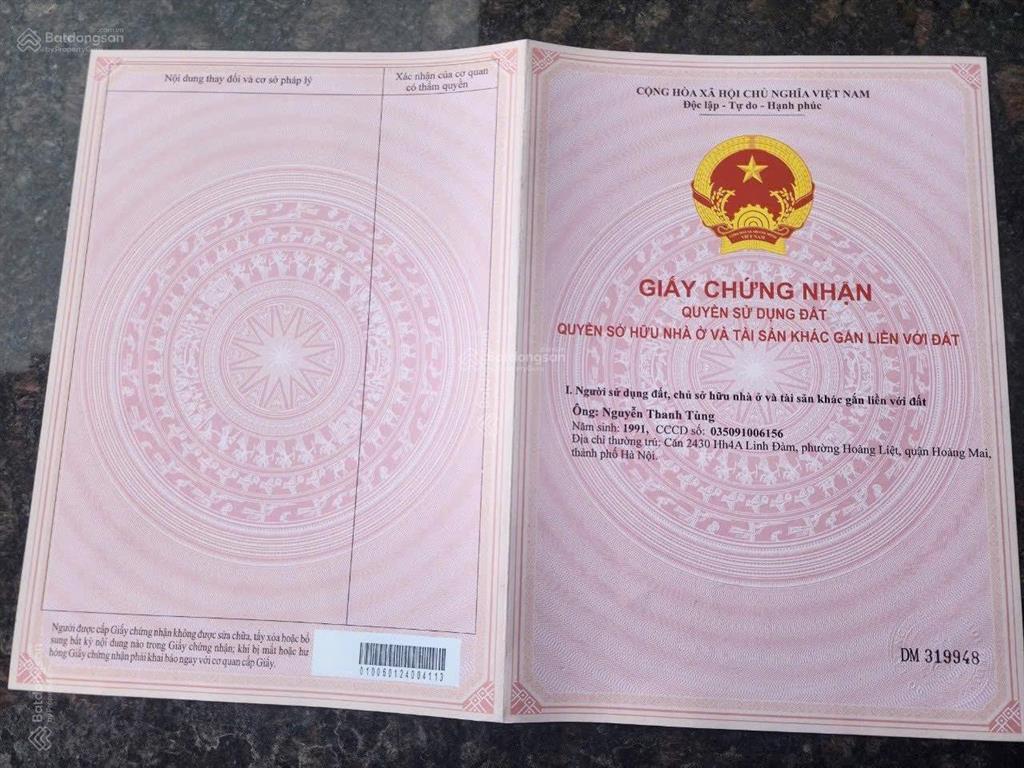 Batdongsan
by PropertyGuru
Nội dung thay đổi và cơ sở pháp lý
Xác nhận của cơ quan
có thẩm quyền
Người được cấp Giấy chứng nhận không được sửa chữa, tẩy xóa hoặc bổ
sung bất kỳ nội dung nào trong Giấy chứng nhận; khi bị mất hoặc hư
hỏng Giấy chứng nhận phải khai báo ngay với cơ quan cấp Giấy.
010060124004113
CỘNG HÒA XÃ HỘI CHỦ NGHĨA VIỆT NAM
Độc lập - Tự do - Hạnh phúc
GIẤY CHỨNG NHẬN
QUYỀN SỬ DỤNG ĐẤT
QUYỀN SỞ HỮU NHÀ Ở VÀ TÀI SẢN KHÁC GẮN LIỀN VỚI ĐẤT
I. Người sử dụng đất, chủ sở hữu nhà ở và tài sản khác gắn liền với đất
Ông: Nguyễn Thanh Tùng
Năm sinh: 1991, CCCD số: 035091006156
Địa chỉ thường trú: Căn 2430 Hh4A Linh Đàm, phường Hoàng Liệt, quận Hoàng Mai,
thành phố Hà Nội.
DM 319948
Batdongsan
Batdongsan
Batdongsan